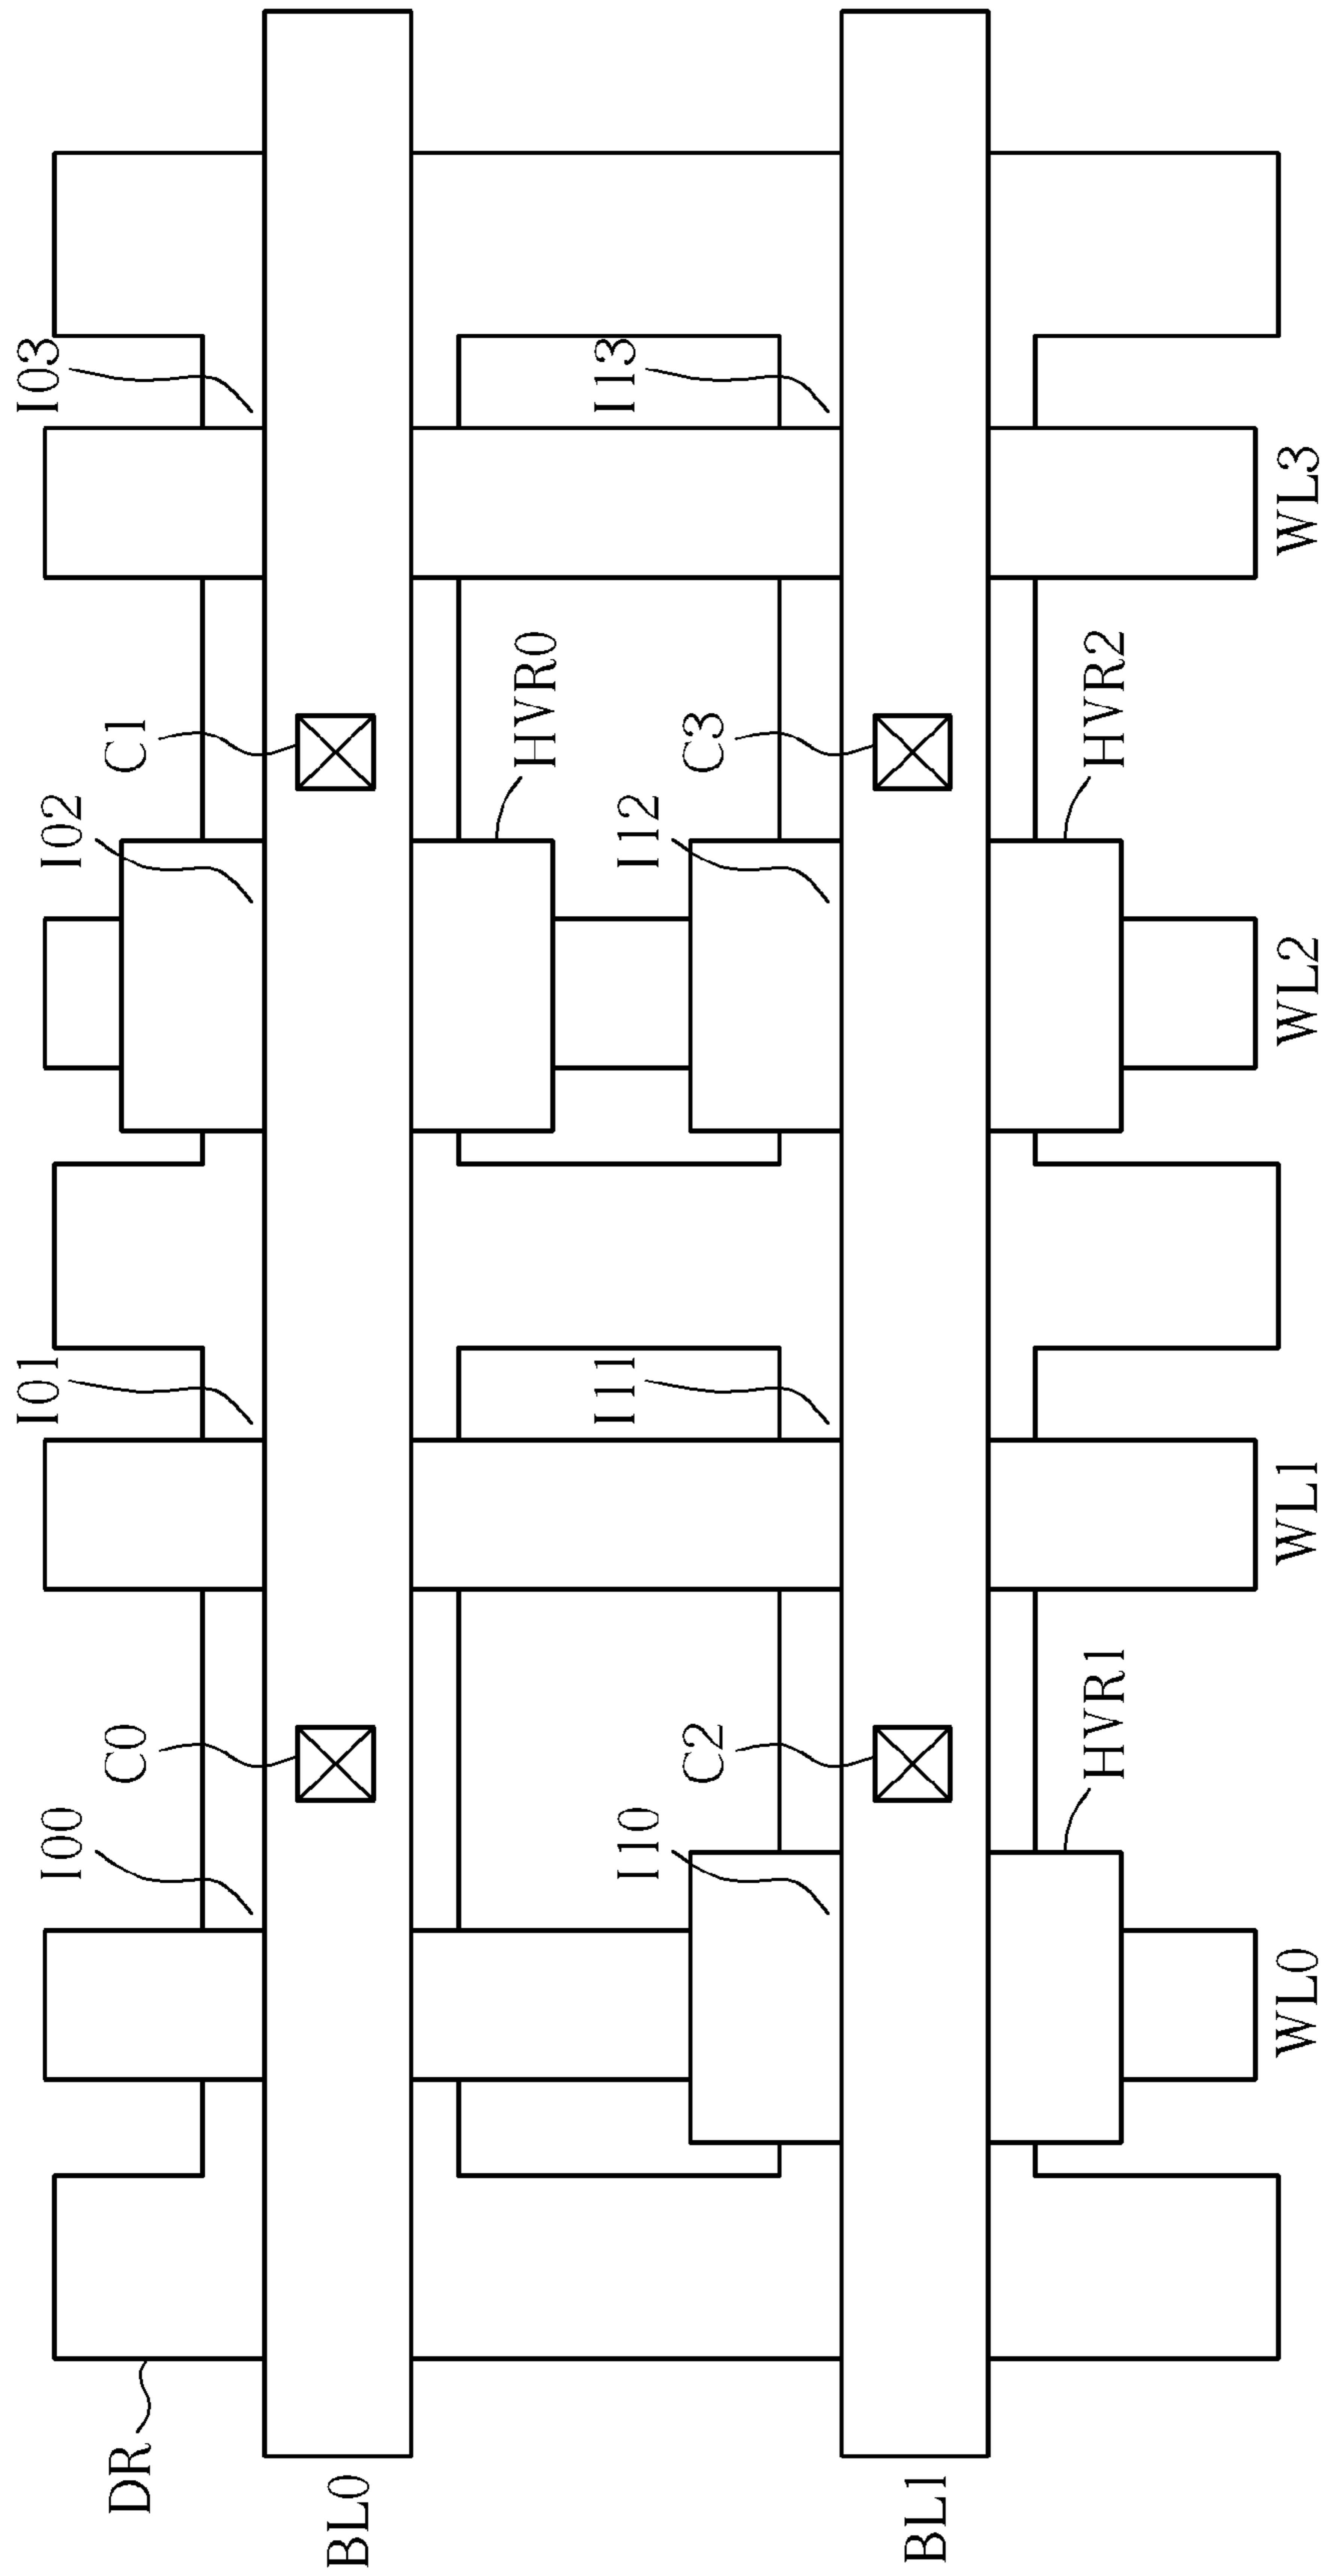 I01
I03
I00
I02
DR
C0
C1
BL0
HVR0
I11
I13
I10
I12
C2
C3
BL1
HVR1
HVR2
WL0
WL1
WL2
WL3